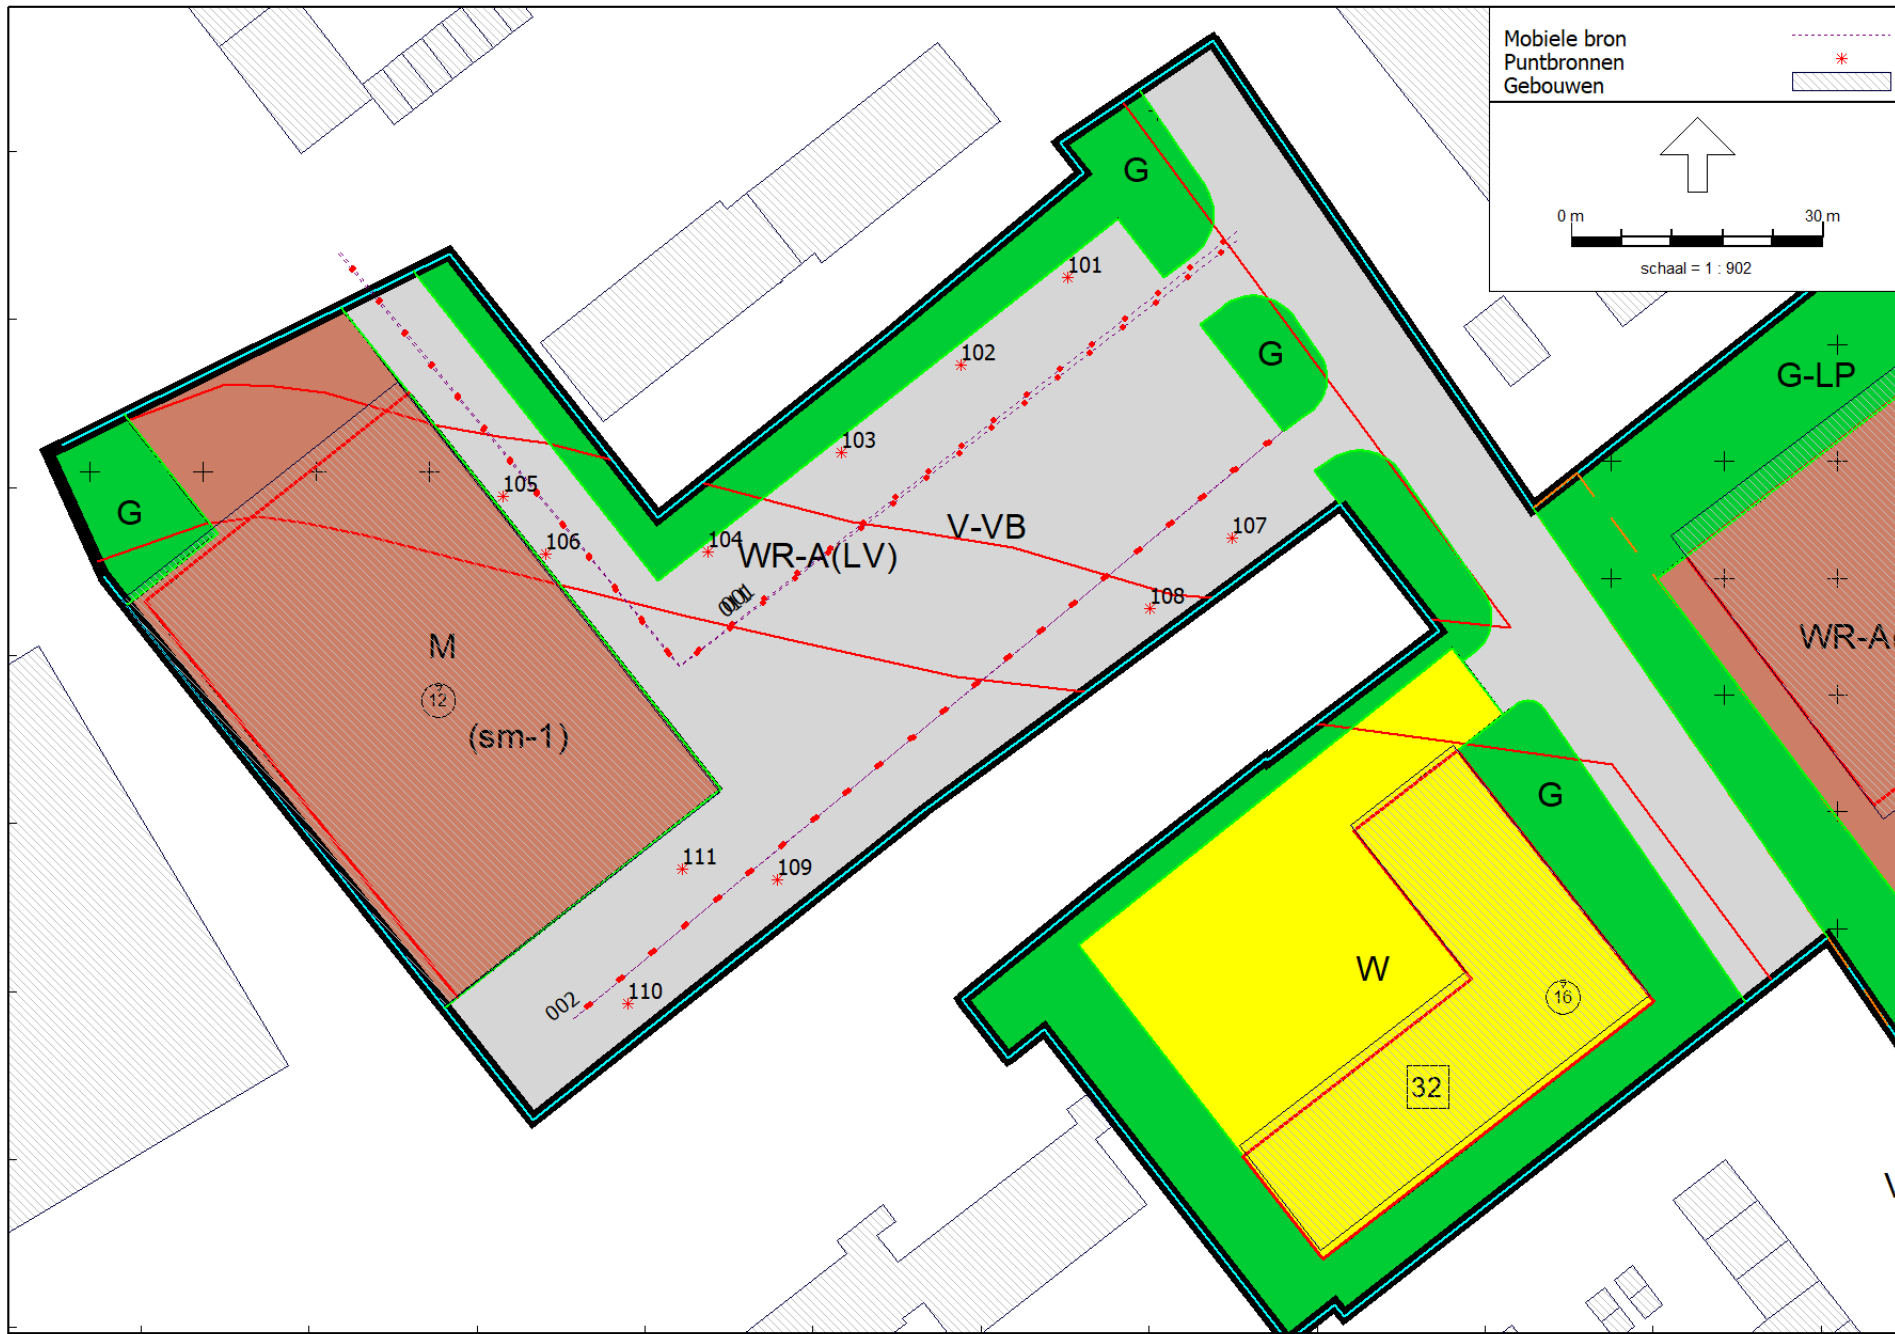 Mobiele bron
Puntbronnen
Gebouwen
0 m 30 m
schaal = 1 : 902
G
101
G
102
G-LP
103
105
G
V-VB
107
106
104
WR-A(LV)
108
M
WR-A(
12
(sm-1)
G
111
109
W
16
002
110
32